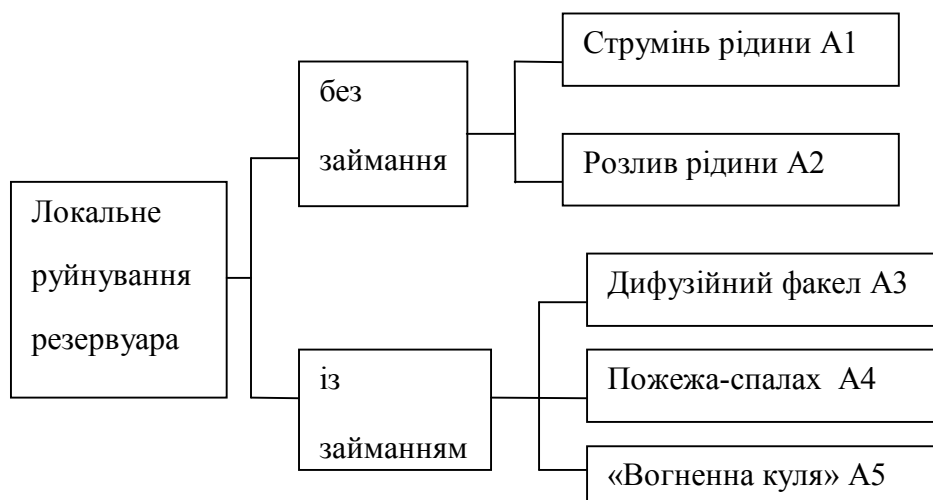 Локальне
руйнування
резервуара
без
займання
із
займанням
Струмінь рідини А1
Розлив рідини А2
Дифузійний факел А3
Пожежа-спалах А4
«Вогненна куля» А5